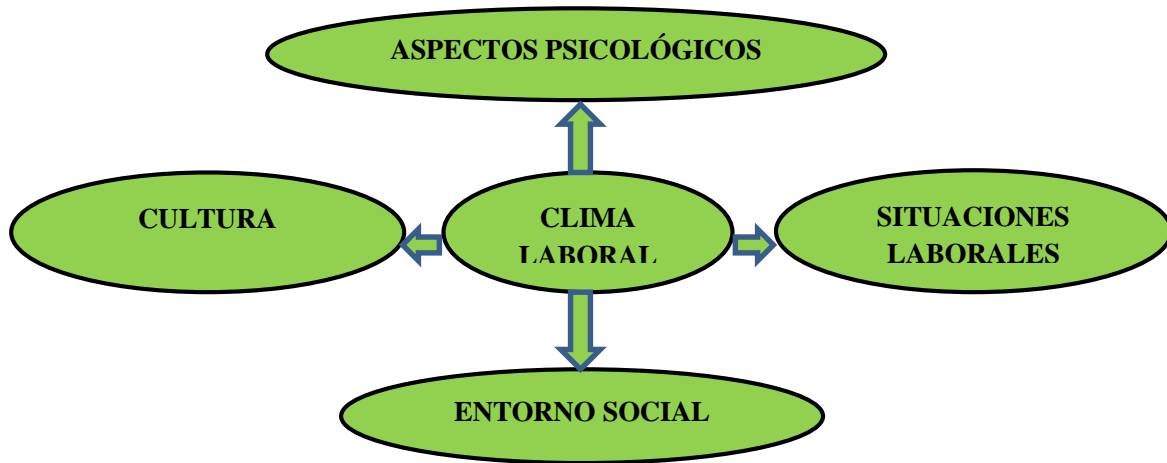 ASPECTOS PSICOLÓGICOS
CULTURA
CLIMA
LABORAL
SITUACIONES
LABORALES
ENTORNO SOCIAL